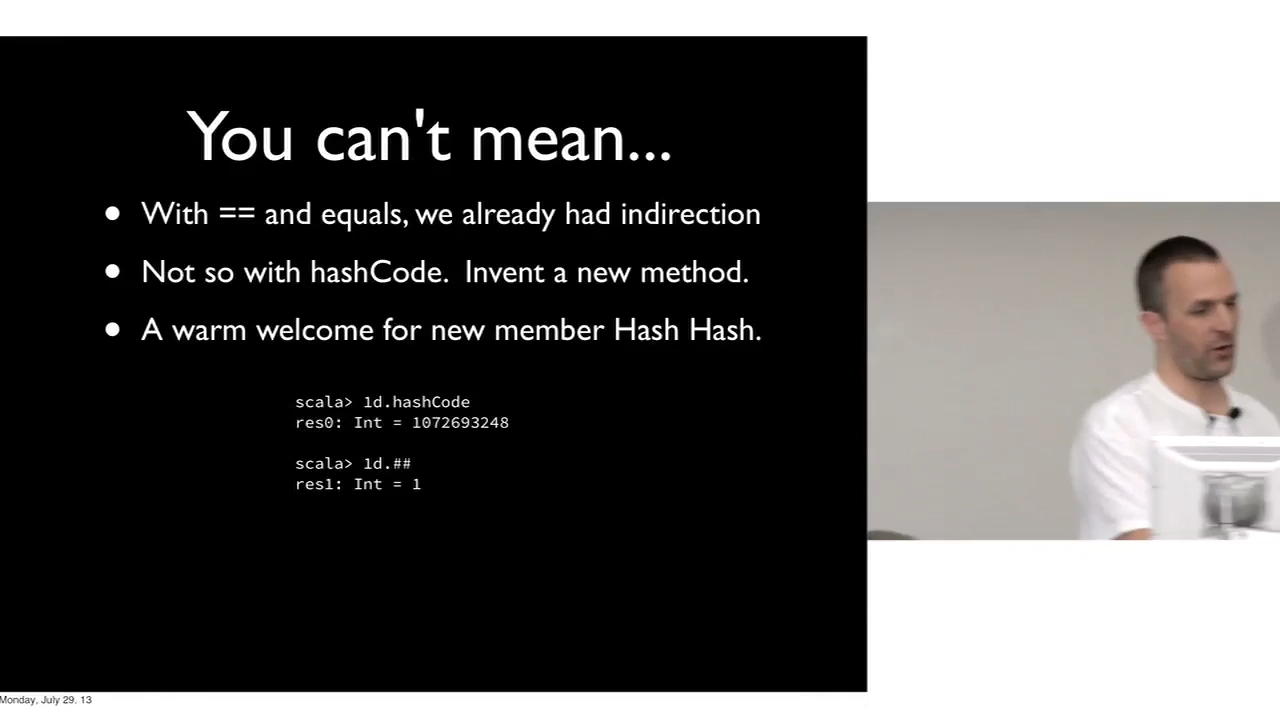 You can't mean...
• With == and equals, we already had indirection
• Not so with hashCode. Invent a new method.
• A warm welcome for new member Hash Hash.
scala> 1d.hashCode
res0: Int = 1072693248
scala> 1d.##
res1: Int = 1
Monday, July 29, 13